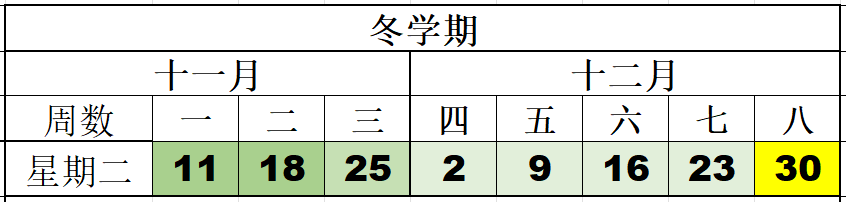 冬学期
十一月 十二月
周数 一 二 三 四 五 六 七 八
星期二 11 18 25 2 9 16 23 30